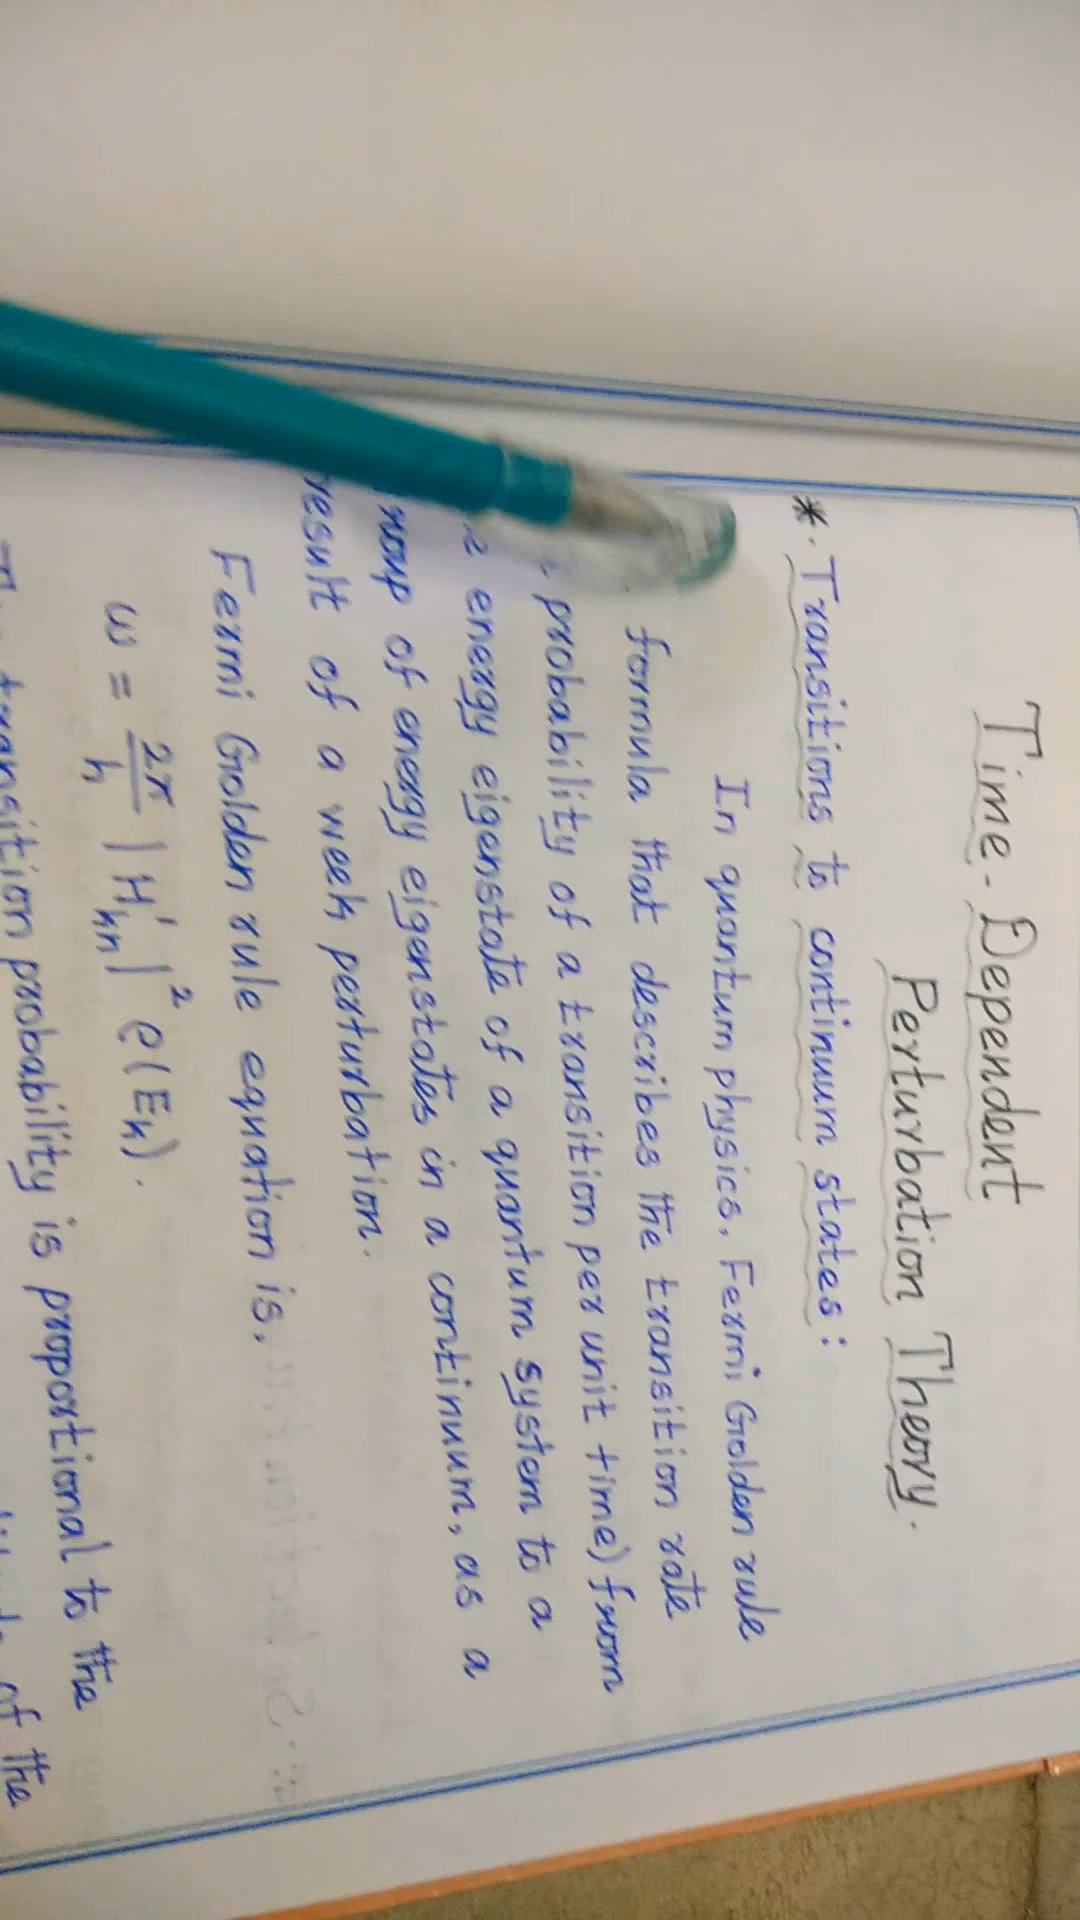 Time-Dependent
Perturbation Theory.
*. Transitions to continuum states:
In quantum physics, Fermi Golden rule
formula that describes the transition rate
probability of a transition per unit time) from
energy eigenstate of a quantum system to a
of energy eigenstates in a continuum, as a
result of a week perturbation.
Fermi Golden rule equation is,
ω = 2π/ħ |H'kn|² ρ(Ek).
transition probability is proportional to the
of the